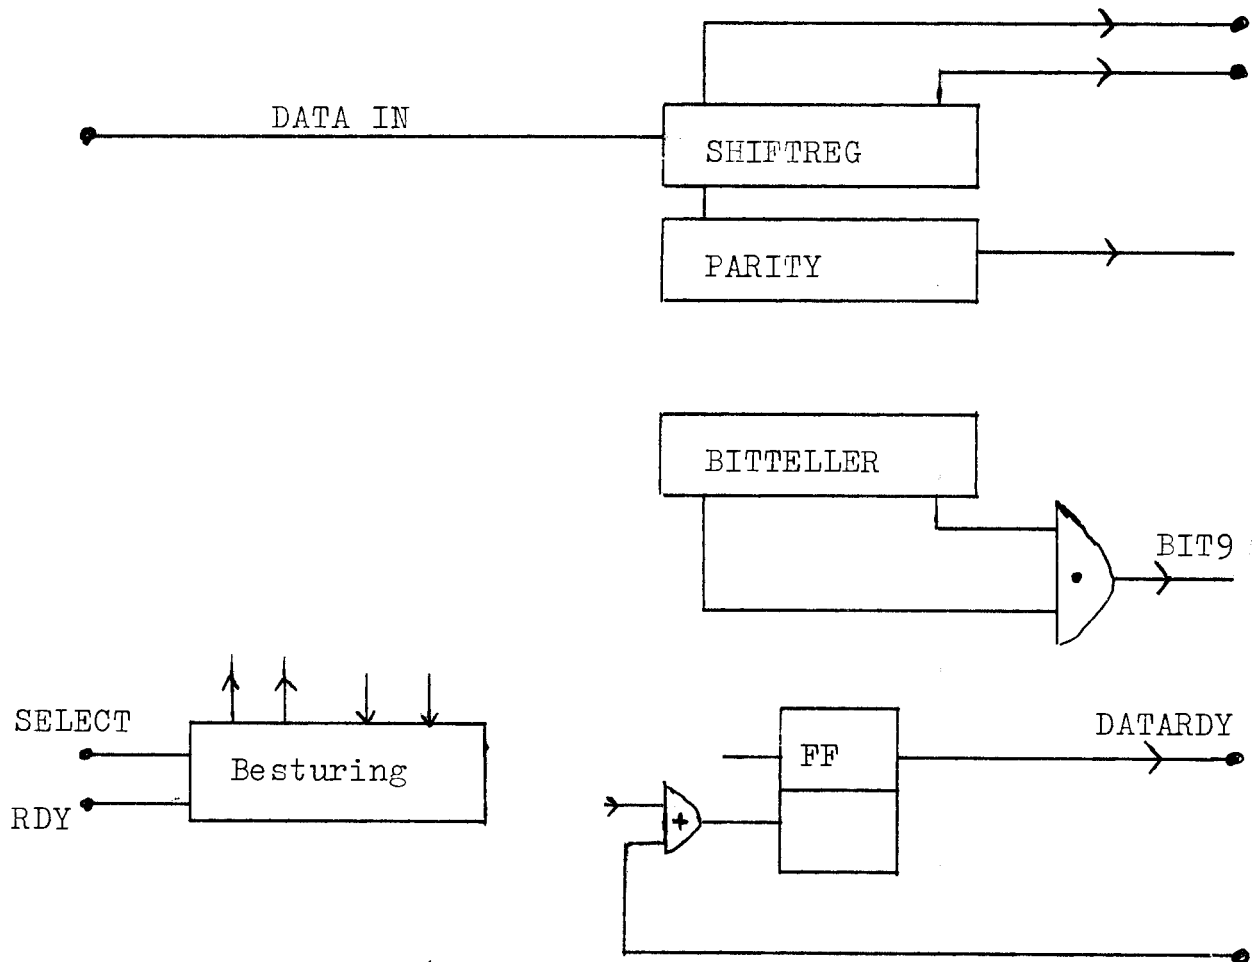 DATA IN
SHIFTREG
PARITY
BITTELLER
BIT9
SELECT
DATARDY
Besturing
FF
RDY
+